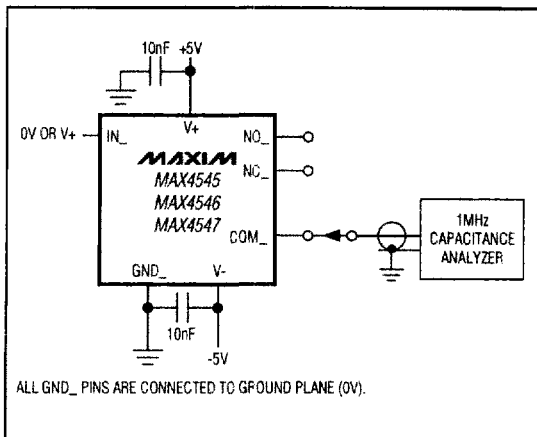 10nF +5V
0V OR V+
IN_
V+
NO_
MAXIM
NC_
MAX4545
MAX4546
MAX4547
COM_
1MHz
CAPACITANCE
ANALYZER
GND_
V-
10nF
-5V
ALL GND_ PINS ARE CONNECTED TO GROUND PLANE (0V).